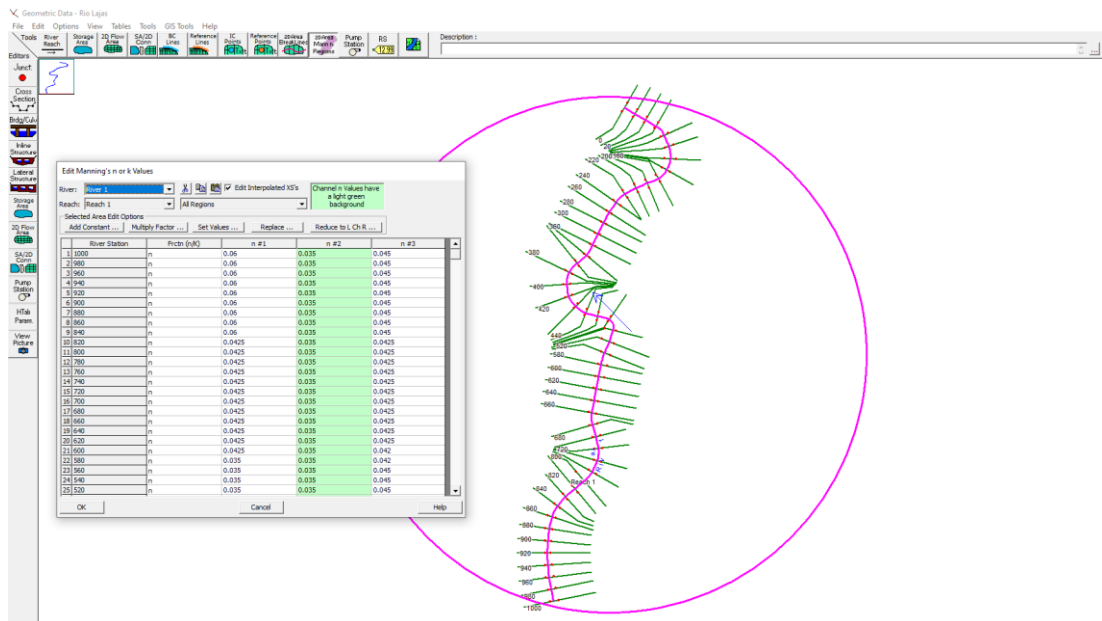 Geometric Data - Rio Lajas
File Edit Options View Tables Tools GIS Tools Help
Tools River Reach Storage Area 2D Flow Area SA/2D Conn BC Lines Reference Lines IC Points Reference Points 2D Area BreakLines 2D Area Mann n Regions Pump Station RS Description :
Editors
Junct.
Cross Section
Brdg/Culv
Inline Structure
Lateral Structure
Storage Area
2D Flow Area
SA/2D Conn
Pump Station
HTab Param.
View Picture
Edit Manning's n or k Values
River: River 1 Edit Interpolated XS's Channel n Values have a light green background
Reach: Reach 1 All Regions
Selected Area Edit Options
Add Constant ... Multiply Factor ... Set Values ... Replace ... Reduce to L Ch R ...
River Station Frctn (n/K) n #1 n #2 n #3
1 1000 n 0.06 0.035 0.045
2 980 n 0.06 0.035 0.045
3 960 n 0.06 0.035 0.045
4 940 n 0.06 0.035 0.045
5 920 n 0.06 0.035 0.045
6 900 n 0.06 0.035 0.045
7 880 n 0.06 0.035 0.045
8 860 n 0.06 0.035 0.045
9 840 n 0.06 0.035 0.045
10 820 n 0.0425 0.035 0.0425
11 800 n 0.0425 0.035 0.0425
12 780 n 0.0425 0.035 0.0425
13 760 n 0.0425 0.035 0.0425
14 740 n 0.0425 0.035 0.0425
15 720 n 0.0425 0.035 0.0425
16 700 n 0.0425 0.035 0.0425
17 680 n 0.0425 0.035 0.0425
18 660 n 0.0425 0.035 0.0425
19 640 n 0.0425 0.035 0.0425
20 620 n 0.0425 0.035 0.0425
21 600 n 0.0425 0.035 0.042
22 580 n 0.035 0.035 0.042
23 560 n 0.035 0.035 0.045
24 540 n 0.035 0.035 0.045
25 520 n 0.035 0.035 0.045
OK Cancel Help
20
220
240
260
280
300
360
380
400
420
440
580
600
620
640
660
680
720
800
820
Reach 1
840
860
880
900
920
940
960
980
1000